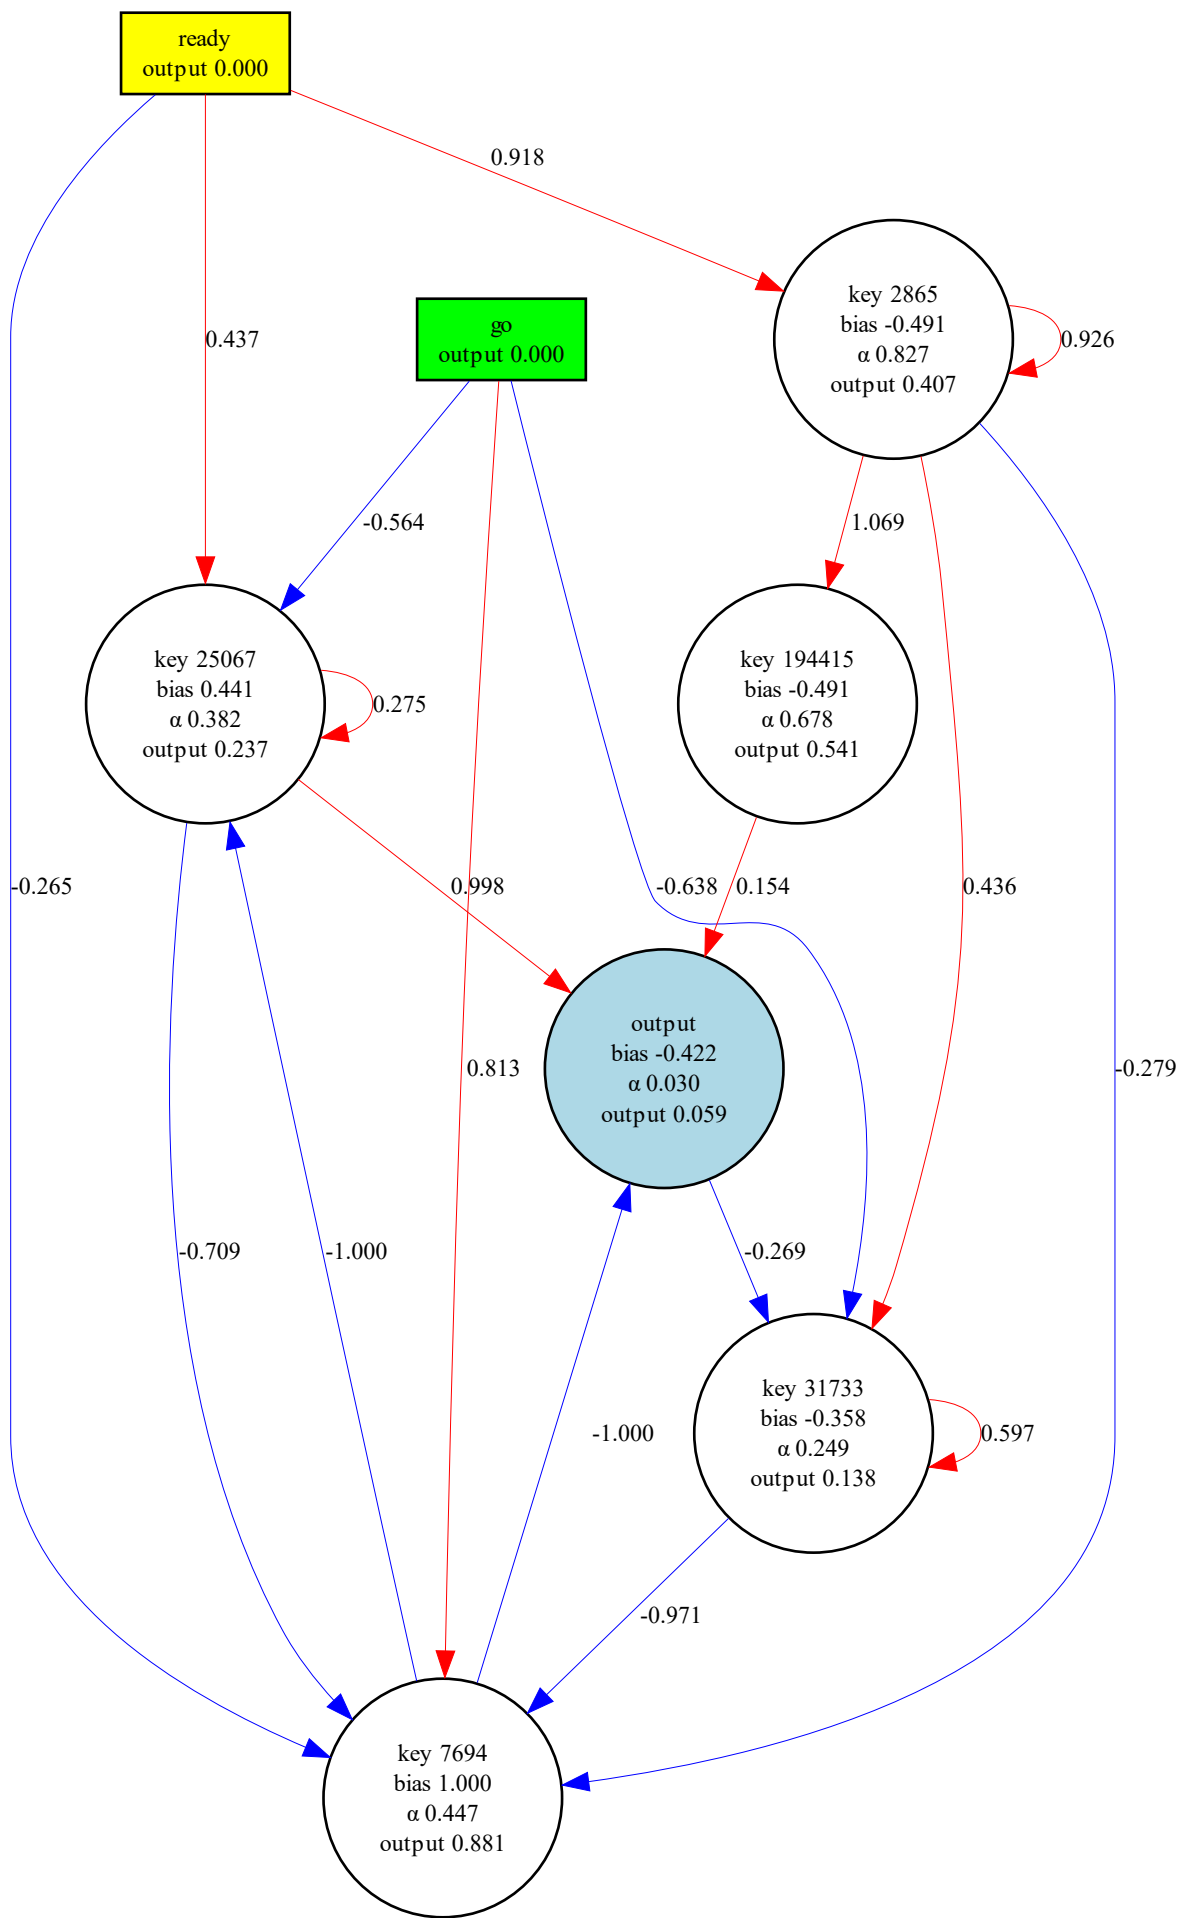 ready
output 0.000
0.918
key 2865
bias -0.491
α 0.827
output 0.407
0.926
go
output 0.000
0.437
-0.564
1.069
key 25067
bias 0.441
α 0.382
output 0.237
0.275
key 194415
bias -0.491
α 0.678
output 0.541
-0.265
0.998
-0.638
0.154
0.436
output
bias -0.422
α 0.030
output 0.059
0.813
-0.279
-0.709
-1.000
-0.269
-1.000
key 31733
bias -0.358
α 0.249
output 0.138
0.597
-0.971
key 7694
bias 1.000
α 0.447
output 0.881